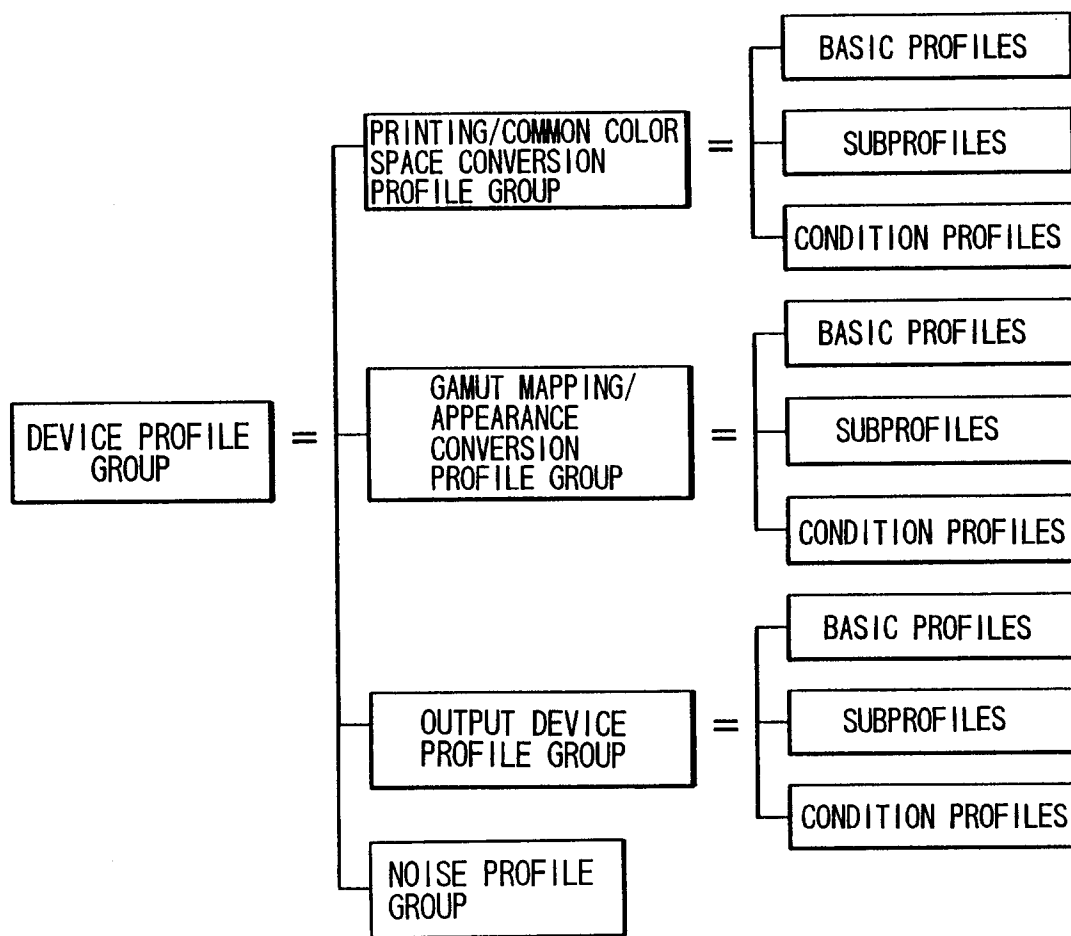 DEVICE PROFILE
GROUP
=
PRINTING/COMMON COLOR
SPACE CONVERSION
PROFILE GROUP
=
BASIC PROFILES
SUBPROFILES
CONDITION PROFILES
GAMUT MAPPING/
APPEARANCE
CONVERSION
PROFILE GROUP
=
BASIC PROFILES
SUBPROFILES
CONDITION PROFILES
OUTPUT DEVICE
PROFILE GROUP
=
BASIC PROFILES
SUBPROFILES
CONDITION PROFILES
NOISE PROFILE
GROUP